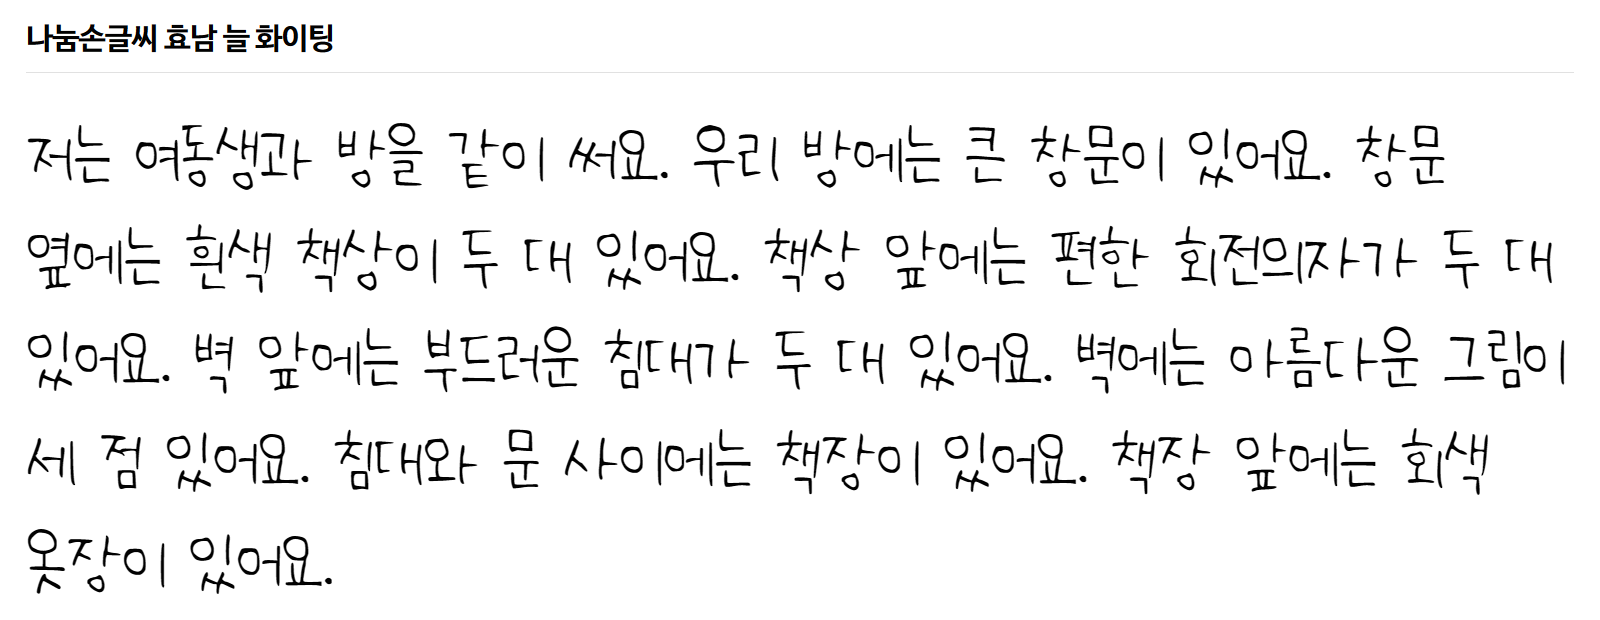 나눔손글씨 효남 늘 화이팅
저는 여동생과 방을 같이 써요. 우리 방에는 큰 창문이 있어요. 창문
옆에는 흰색 책상이 두 대 있어요. 책상 앞에는 편한 회전의자가 두 대
있어요. 벽 앞에는 부드러운 침대가 두 대 있어요. 벽에는 아름다운 그림이
세 점 있어요. 침대와 문 사이에는 책장이 있어요. 책장 앞에는 회색
옷장이 있어요.